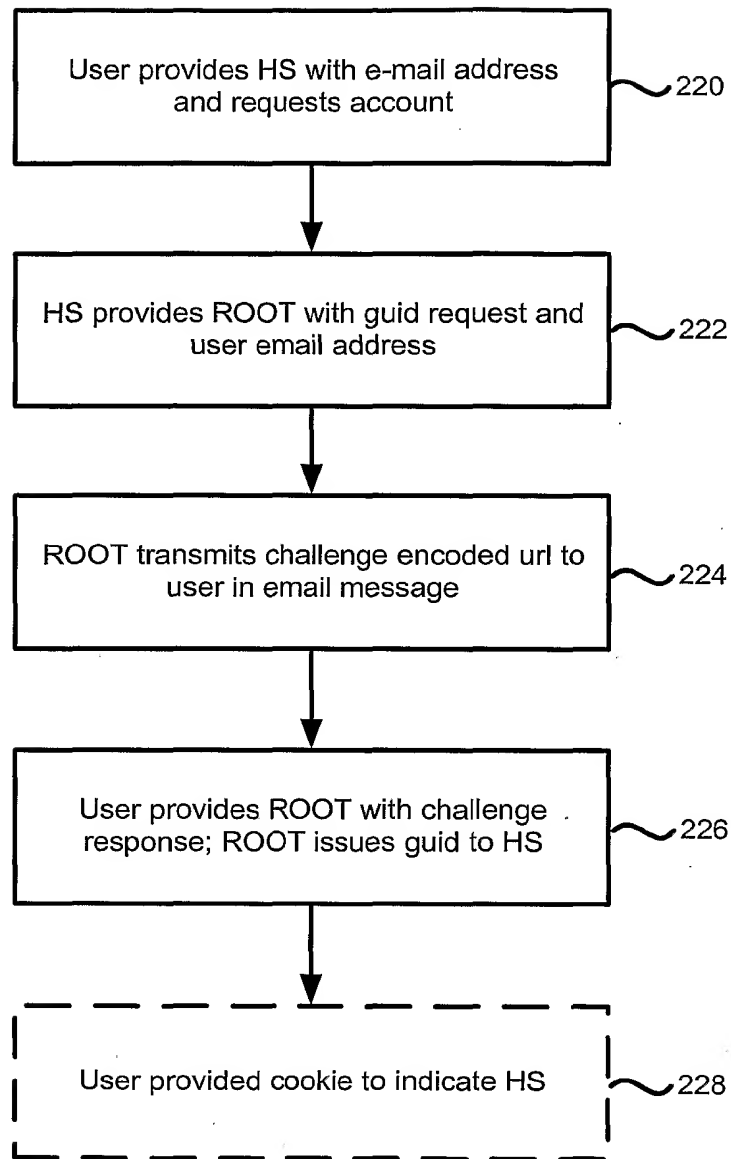 User provides HS with e-mail address
and requests account
220
HS provides ROOT with guid request and
user email address
222
ROOT transmits challenge encoded url to
user in email message
224
User provides ROOT with challenge
response; ROOT issues guid to HS
226
User provided cookie to indicate HS
228